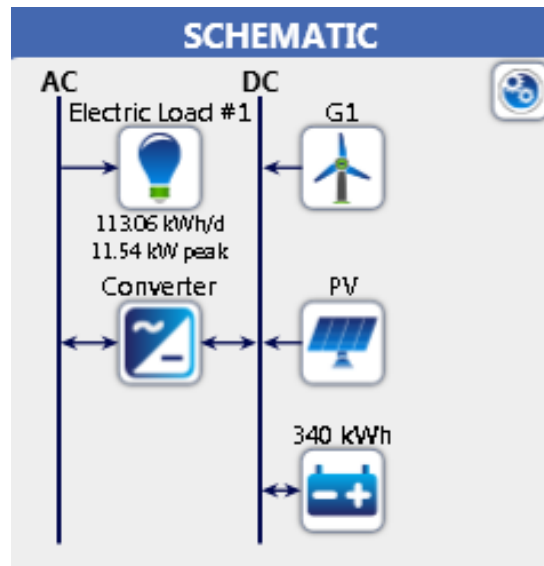 SCHEMATIC
AC DC
Electric Load #1 G1
113.06 kWh/d
11.54 kW peak
Converter PV
340 kWh